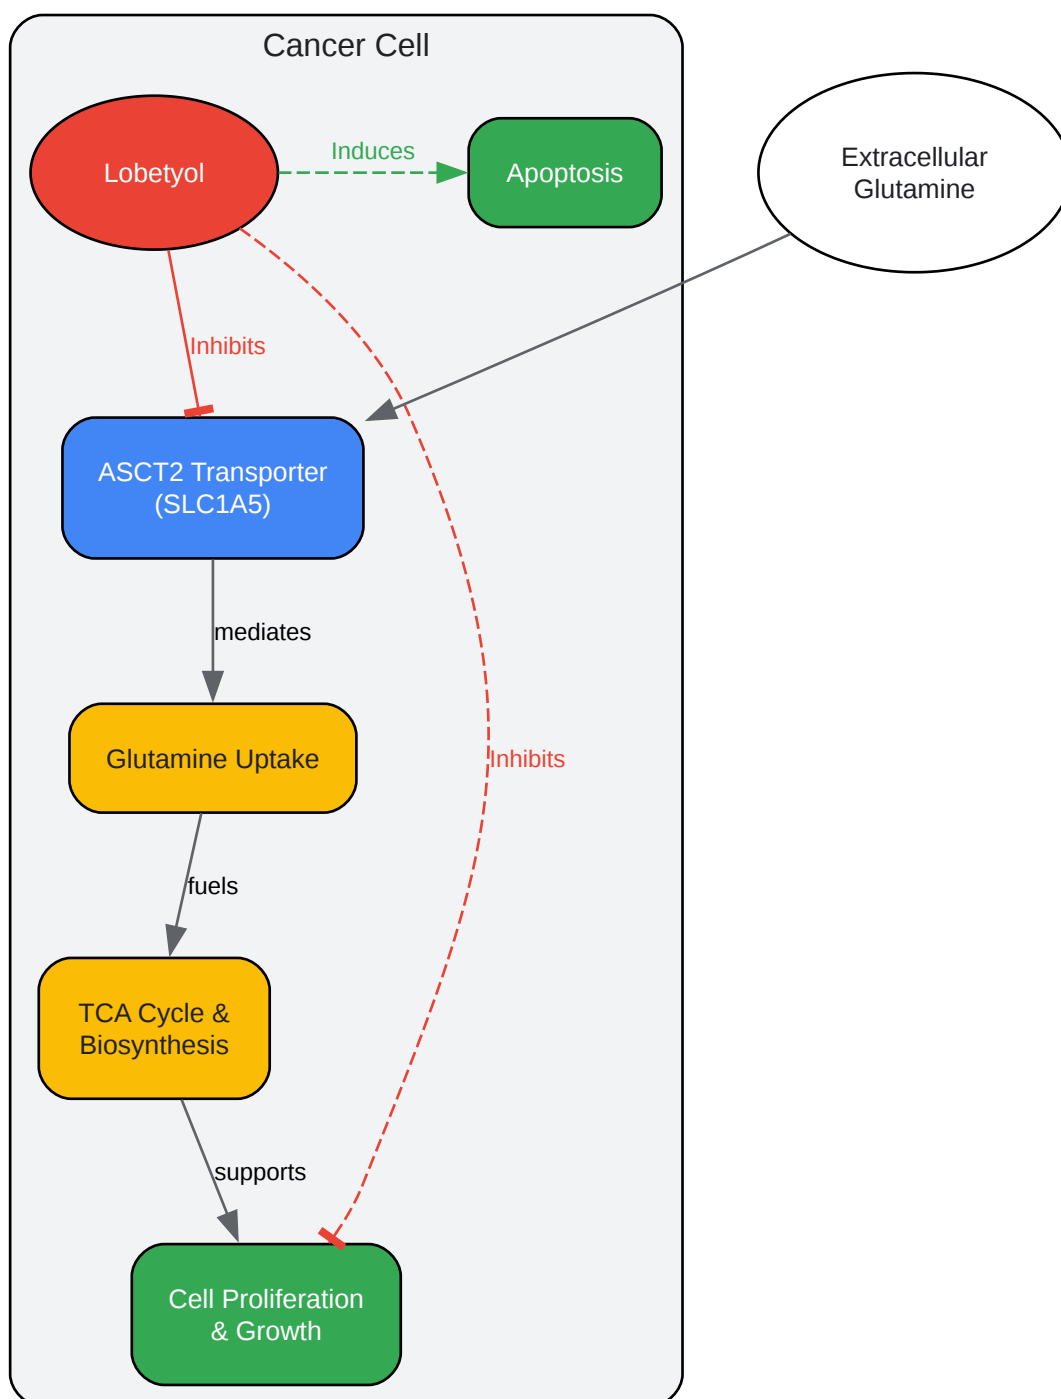 Cancer Cell
Lobetyol
Induces
Apoptosis
Extracellular
Glutamine
Inhibits
ASCT2 Transporter
(SLC1A5)
mediates
Glutamine Uptake
Inhibits
fuels
TCA Cycle &
Biosynthesis
supports
Cell Proliferation
& Growth